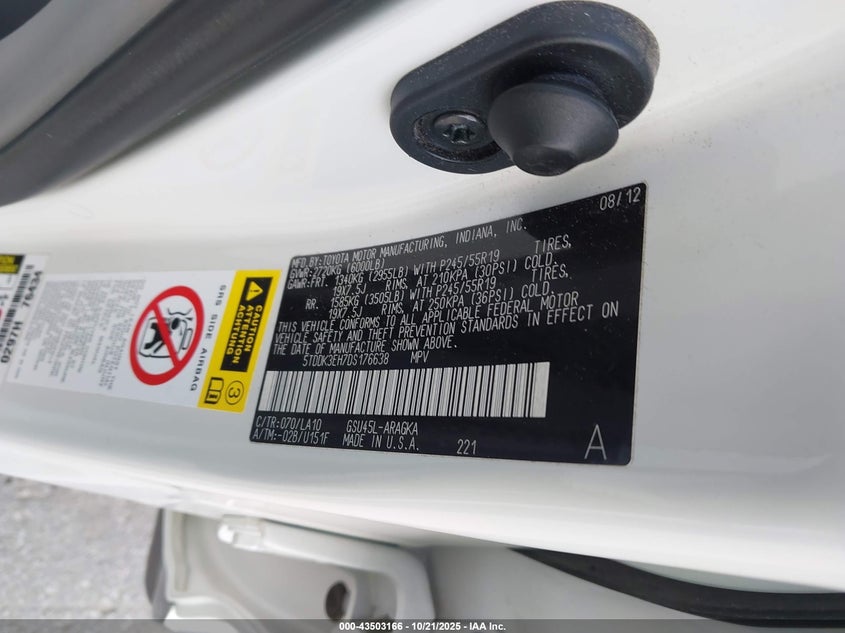 08/12
MFD. BY: TOYOTA MOTOR MANUFACTURING, INDIANA, INC.
GVWR: 2720KG (6000LB)
GAWR: FRT. 1340KG (2955LB) WITH P245/55R19 TIRES,
19X7.5J RIMS, AT 210KPA (30PSI) COLD.
RR. 1585KG (3505LB) WITH P245/55R19 TIRES,
19X7.5J RIMS, AT 250KPA (36PSI) COLD.
THIS VEHICLE CONFORMS TO ALL APPLICABLE FEDERAL MOTOR
VEHICLE SAFETY AND THEFT PREVENTION STANDARDS IN EFFECT ON
THE DATE OF MANUFACTURE SHOWN ABOVE.
5TDDK3EH7DS176638 MPV
C/TR: 070/LA10 GSU45L-ARAGKA
A/TM: -02B/U151F MADE IN U.S.A. 221 A
SRS SIDE AIRBAG
CAUTION
ATTENTION
ACHTUNG
3
000-43503166 - 10/21/2025 - IAA Inc.